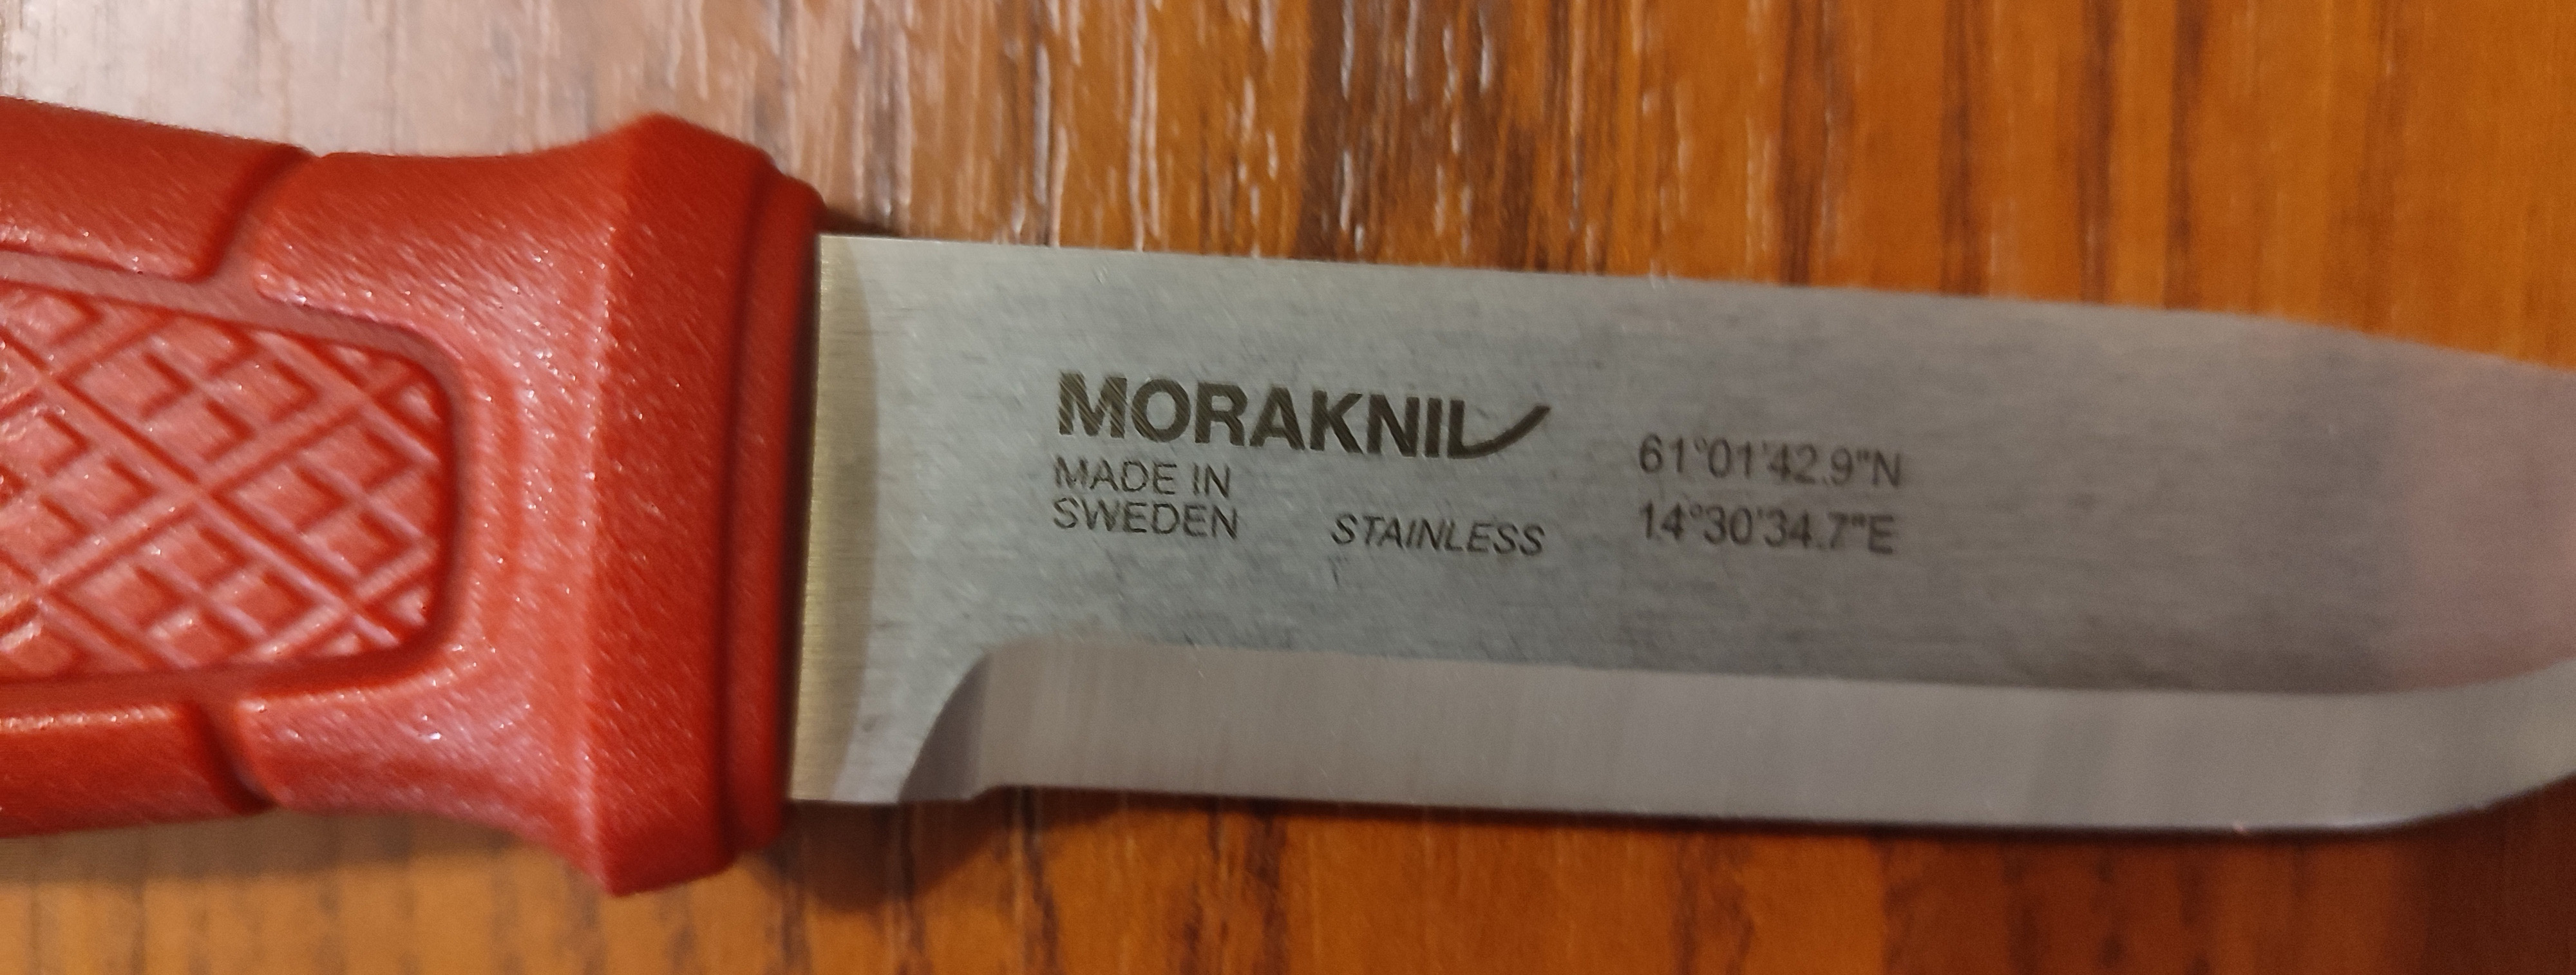 MORAKNIV
MADE IN
SWEDEN
STAINLESS
61°01'42.9"N
14°30'34.7"E